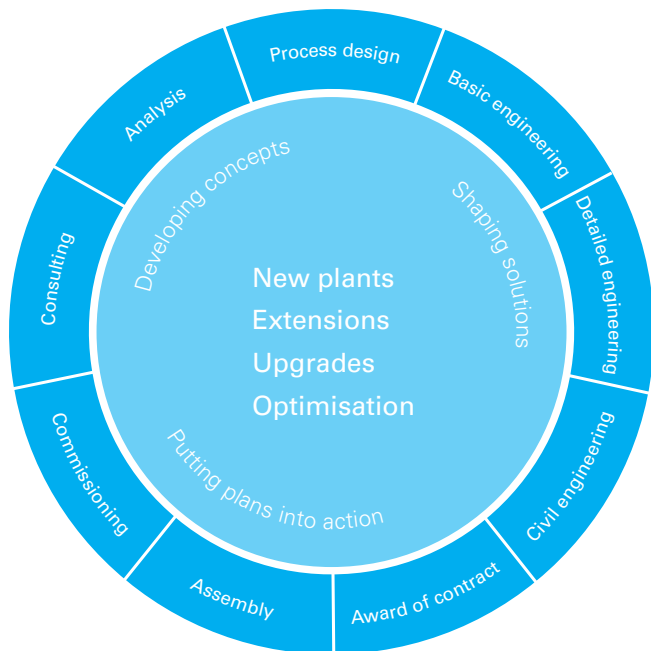 Process design
Basic engineering
Detailed engineering
Civil engineering
Award of contract
Assembly
Commissioning
Consulting
Analysis
Developing concepts
Shaping solutions
Putting plans into action
New plants
Extensions
Upgrades
Optimisation